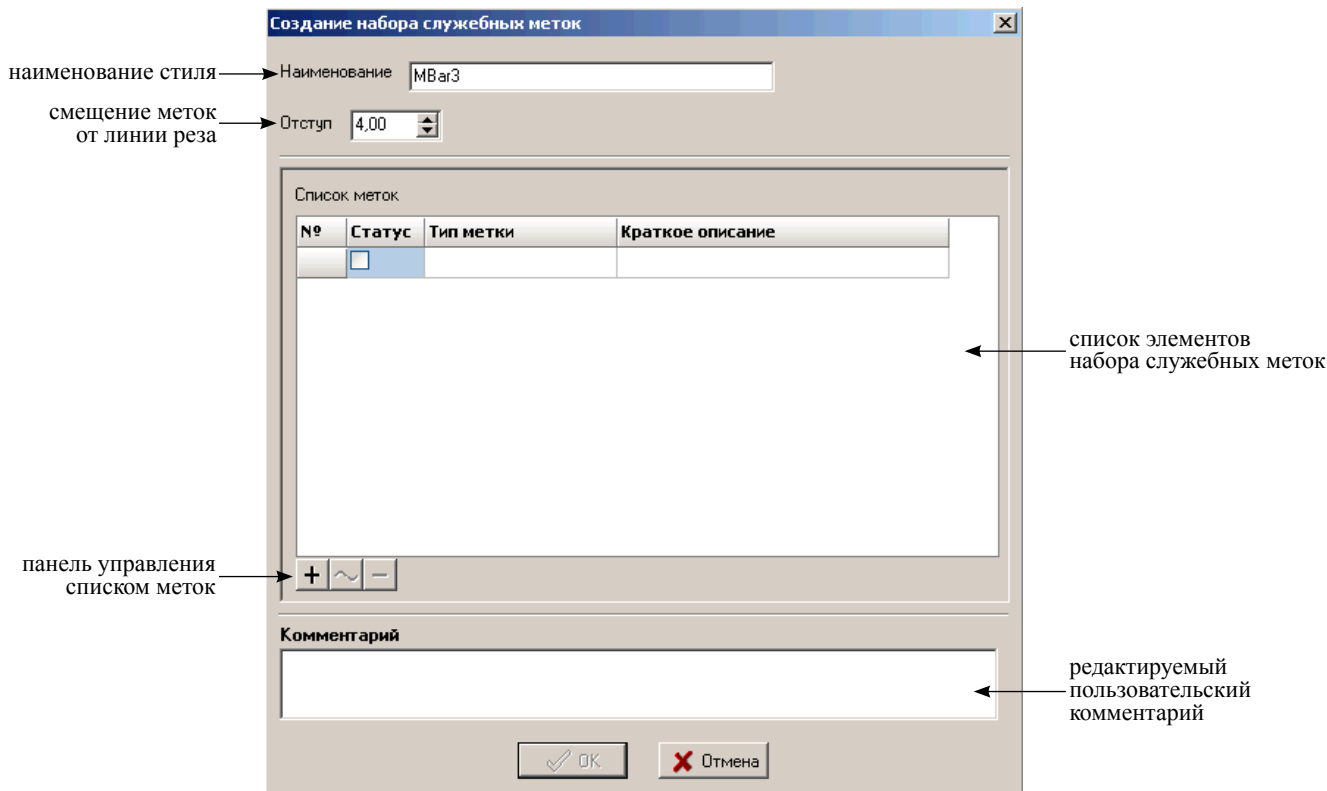 Создание набора служебных меток
наименование стиля
Наименование MBar3
смещение меток
от линии реза
Отступ 4,00
Список меток
Nº Статус Тип метки Краткое описание
список элементов
набора служебных меток
панель управления
списком меток
Комментарий
редактируемый
пользовательский
комментарий
OK Отмена